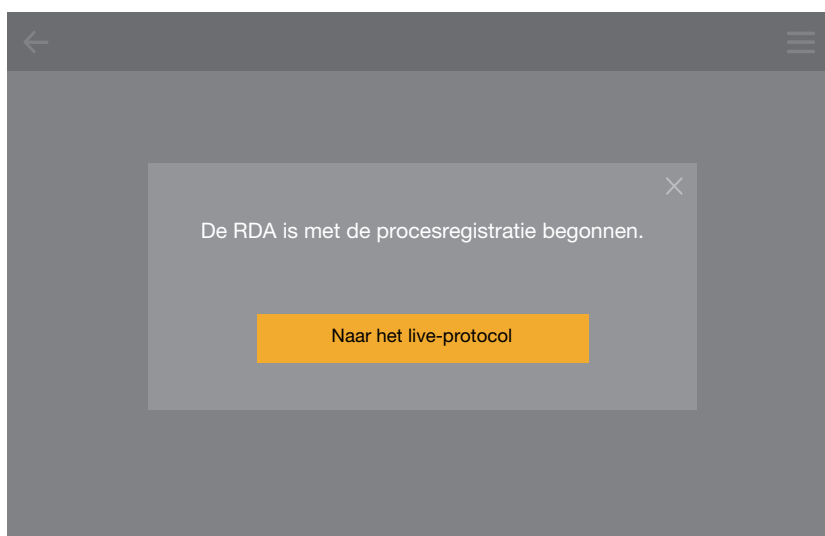 De RDA is met de procesregistratie begonnen.
Naar het live-protocol